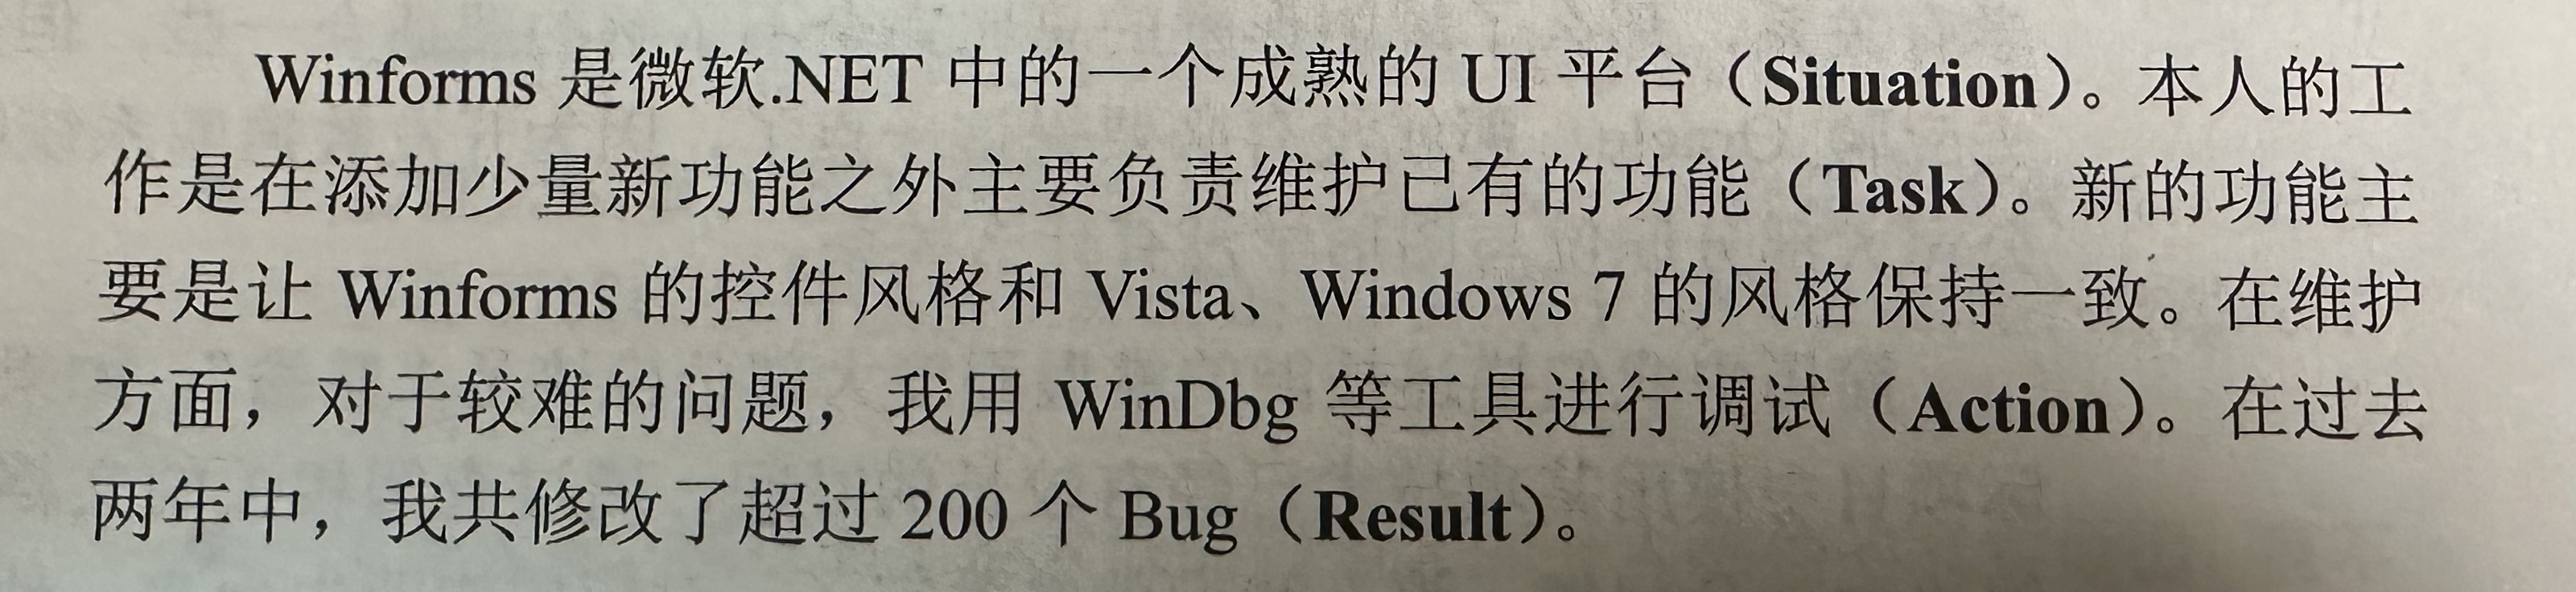 Winforms 是微软.NET 中的一个成熟的 UI 平台（Situation）。本人的工
作是在添加少量新功能之外主要负责维护已有的功能（Task）。新的功能主
要是让 Winforms 的控件风格和 Vista、Windows 7 的风格保持一致。在维护
方面，对于较难的问题，我用 WinDbg 等工具进行调试（Action）。在过去
两年中，我共修改了超过 200 个 Bug（Result）。